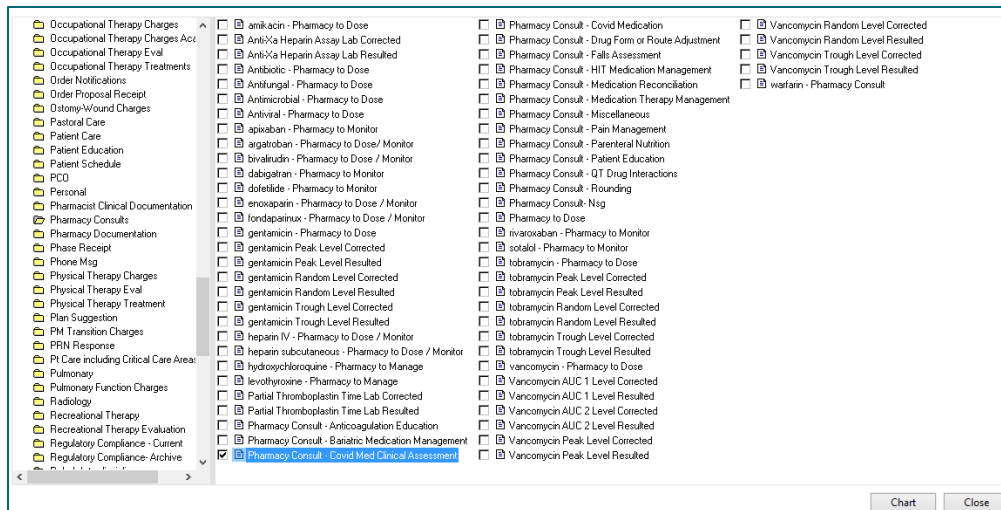 Occupational Therapy Charges
Occupational Therapy Charges Aca
Occupational Therapy Eval
Occupational Therapy Treatments
Order Notifications
Order Proposal Receipt
Ostomy-Wound Charges
Pastoral Care
Patient Care
Patient Education
Patient Schedule
PCO
Personal
Pharmacist Clinical Documentation
Pharmacy Consults
Pharmacy Documentation
Phase Receipt
Phone Msg
Physical Therapy Charges
Physical Therapy Eval
Physical Therapy Treatment
Plan Suggestion
PM Transition Charges
PRN Response
Pt Care including Critical Care Areas
Pulmonary
Pulmonary Function Charges
Radiology
Recreational Therapy
Recreational Therapy Evaluation
Regulatory Compliance - Current
Regulatory Compliance- Archive
amikacin - Pharmacy to Dose
Anti-Xa Heparin Assay Lab Corrected
Anti-Xa Heparin Assay Lab Resulted
Antibiotic - Pharmacy to Dose
Antifungal - Pharmacy to Dose
Antimicrobial - Pharmacy to Dose
Antiviral - Pharmacy to Dose
apixaban - Pharmacy to Monitor
argatroban - Pharmacy to Dose/ Monitor
bivalirudin - Pharmacy to Dose / Monitor
dabigatran - Pharmacy to Monitor
dofetilide - Pharmacy to Monitor
enoxaparin - Pharmacy to Dose / Monitor
fondaparinux - Pharmacy to Dose / Monitor
gentamicin - Pharmacy to Dose
gentamicin Peak Level Corrected
gentamicin Peak Level Resulted
gentamicin Random Level Corrected
gentamicin Random Level Resulted
gentamicin Trough Level Corrected
gentamicin Trough Level Resulted
heparin IV - Pharmacy to Dose / Monitor
heparin subcutaneous - Pharmacy to Dose / Monitor
hydroxychloroquine - Pharmacy to Manage
levothyroxine - Pharmacy to Manage
Partial Thromboplastin Time Lab Corrected
Partial Thromboplastin Time Lab Resulted
Pharmacy Consult - Anticoagulation Education
Pharmacy Consult - Bariatric Medication Management
Pharmacy Consult - Covid Med Clinical Assessment
Pharmacy Consult - Covid Medication
Pharmacy Consult - Drug Form or Route Adjustment
Pharmacy Consult - Falls Assessment
Pharmacy Consult - HIT Medication Management
Pharmacy Consult - Medication Reconciliation
Pharmacy Consult - Medication Therapy Management
Pharmacy Consult - Miscellaneous
Pharmacy Consult - Pain Management
Pharmacy Consult - Parenteral Nutrition
Pharmacy Consult - Patient Education
Pharmacy Consult - QT Drug Interactions
Pharmacy Consult - Rounding
Pharmacy Consult- Nsg
Pharmacy to Dose
rivaroxaban - Pharmacy to Monitor
sotalol - Pharmacy to Monitor
tobramycin - Pharmacy to Dose
tobramycin Peak Level Corrected
tobramycin Peak Level Resulted
tobramycin Random Level Corrected
tobramycin Random Level Resulted
tobramycin Trough Level Corrected
tobramycin Trough Level Resulted
vancomycin - Pharmacy to Dose
Vancomycin AUC 1 Level Corrected
Vancomycin AUC 1 Level Resulted
Vancomycin AUC 2 Level Corrected
Vancomycin AUC 2 Level Resulted
Vancomycin Peak Level Corrected
Vancomycin Peak Level Resulted
Vancomycin Random Level Corrected
Vancomycin Random Level Resulted
Vancomycin Trough Level Corrected
Vancomycin Trough Level Resulted
warfarin - Pharmacy Consult
Chart
Close